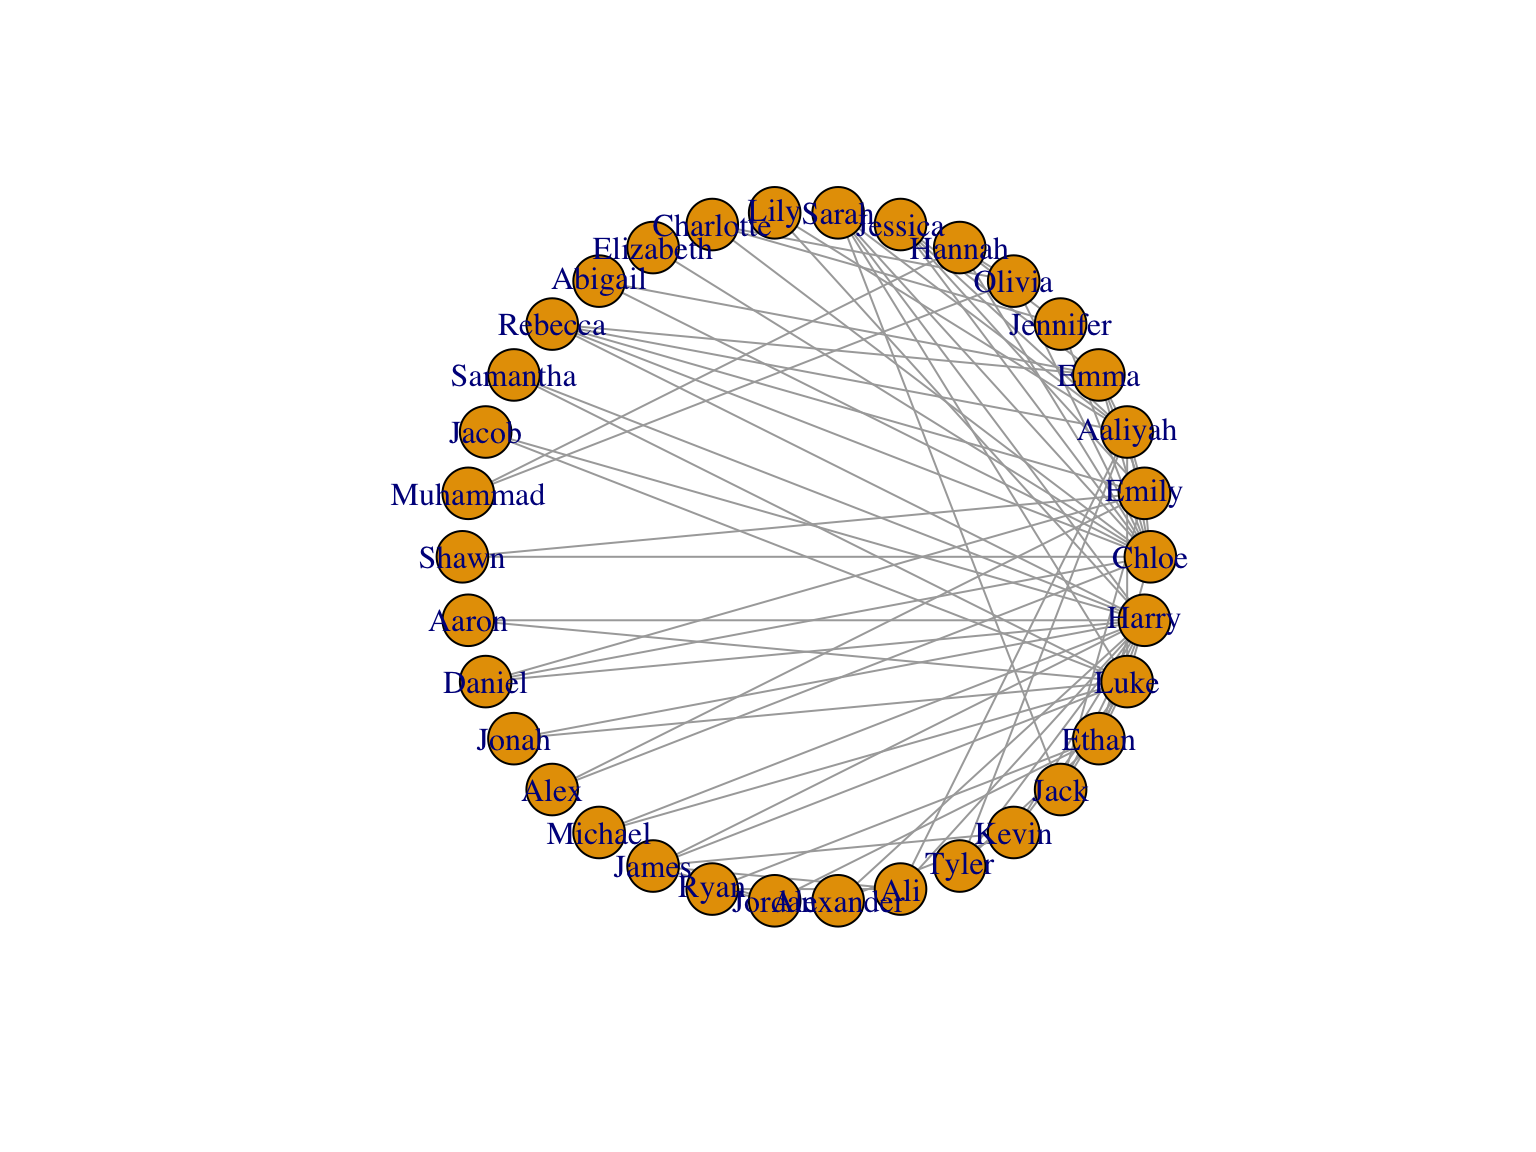 Lily
Sarah
Charlotte
Jessica
Elizabeth
Hannah
Abigail
Olivia
Rebecca
Jennifer
Samantha
Emma
Jacob
Aaliyah
Muhammad
Emily
Shawn
Chloe
Aaron
Harry
Daniel
Luke
Jonah
Ethan
Alex
Jack
Michael
Kevin
James
Tyler
Ryan
Ali
Jordan
Alexander